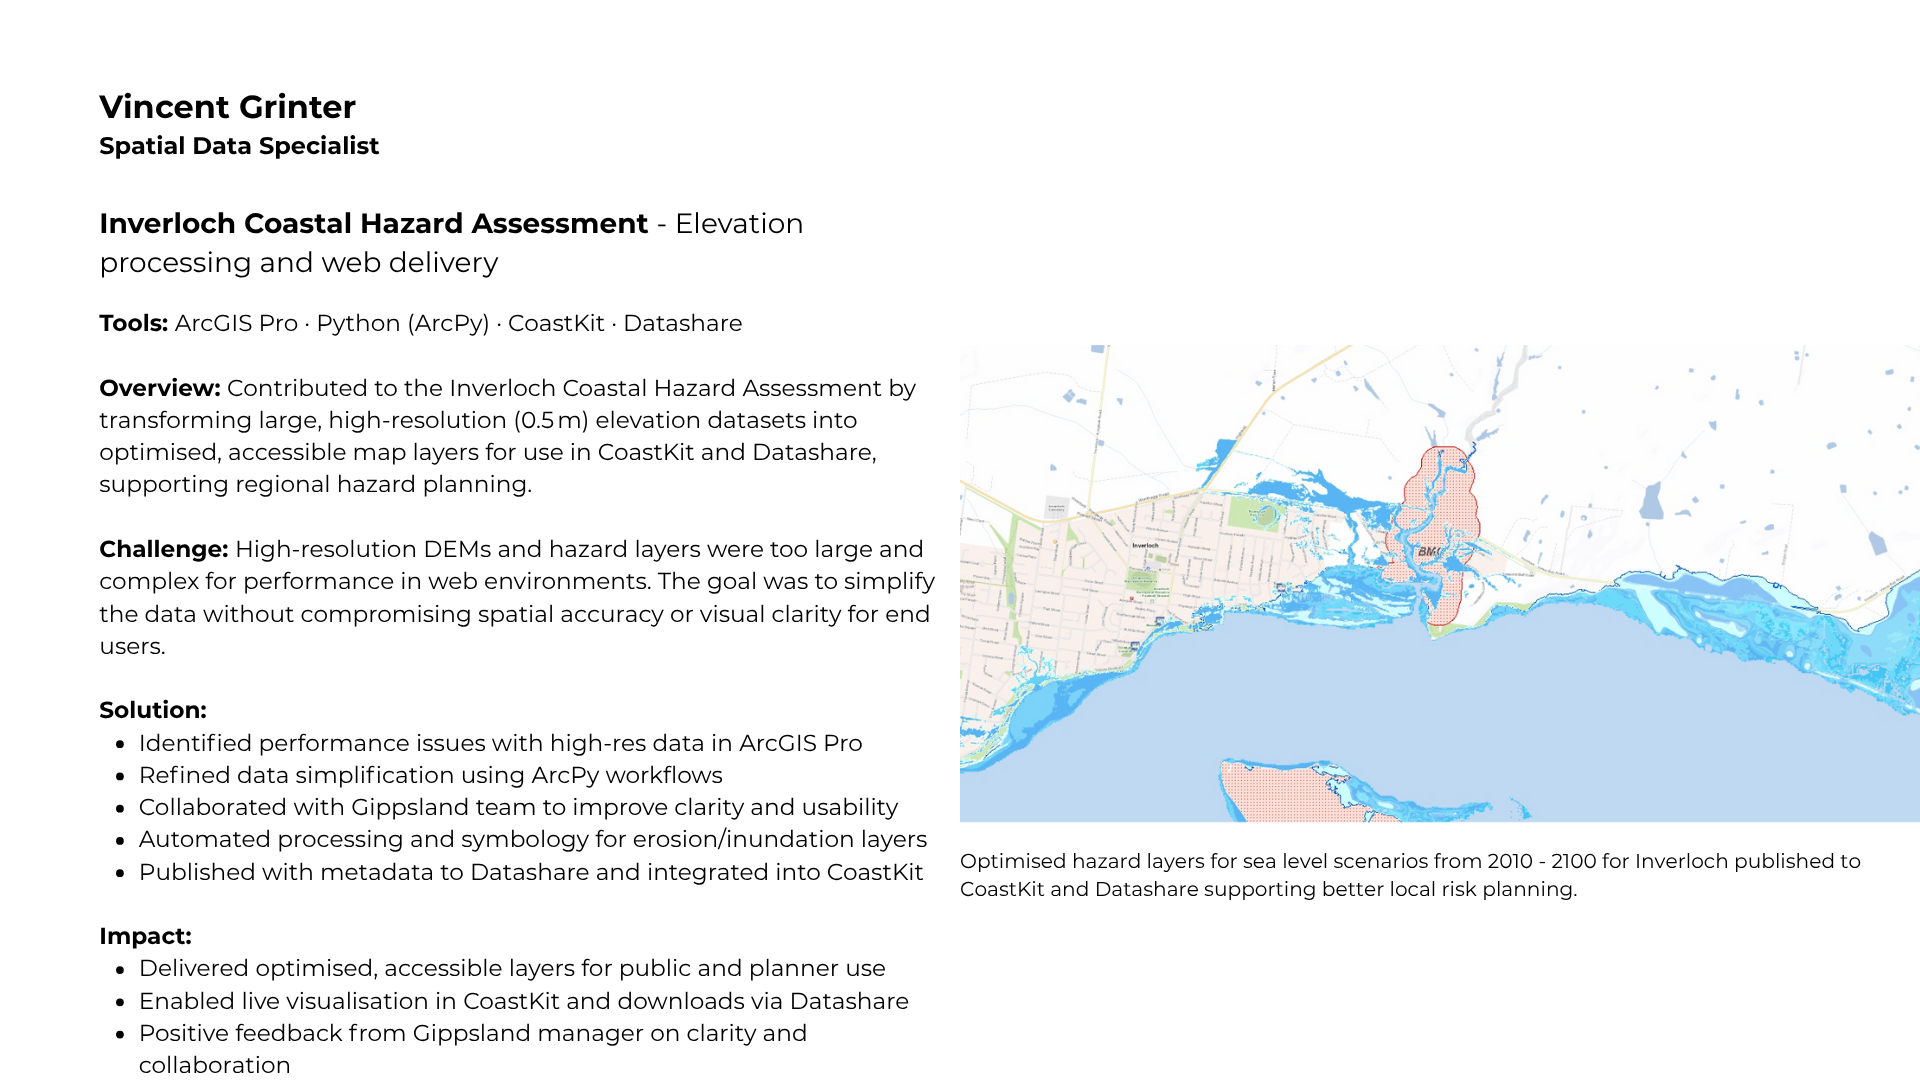 Vincent Grinter
Spatial Data Specialist
Inverloch Coastal Hazard Assessment - Elevation
processing and web delivery
Tools: ArcGIS Pro · Python (ArcPy) · CoastKit · Datashare
Overview: Contributed to the Inverloch Coastal Hazard Assessment by
transforming large, high-resolution (0.5 m) elevation datasets into
optimised, accessible map layers for use in CoastKit and Datashare,
supporting regional hazard planning.
Challenge: High-resolution DEMs and hazard layers were too large and
complex for performance in web environments. The goal was to simplify
the data without compromising spatial accuracy or visual clarity for end
users.
Solution:
• Identified performance issues with high-res data in ArcGIS Pro
• Refined data simplification using ArcPy workflows
• Collaborated with Gippsland team to improve clarity and usability
• Automated processing and symbology for erosion/inundation layers
• Published with metadata to Datashare and integrated into CoastKit
Impact:
• Delivered optimised, accessible layers for public and planner use
• Enabled live visualisation in CoastKit and downloads via Datashare
• Positive feedback from Gippsland manager on clarity and
collaboration
Inverloch
Optimised hazard layers for sea level scenarios from 2010 - 2100 for Inverloch published to
CoastKit and Datashare supporting better local risk planning.